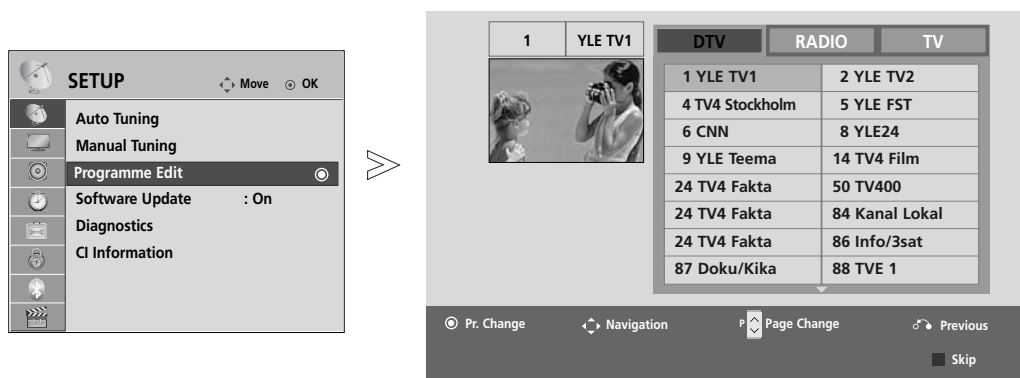 SETUP Move OK
Auto Tuning
Manual Tuning
Programme Edit
Software Update : On
Diagnostics
CI Information
1 YLE TV1
DTV RADIO TV
1 YLE TV1 2 YLE TV2
4 TV4 Stockholm 5 YLE FST
6 CNN 8 YLE24
9 YLE Teema 14 TV4 Film
24 TV4 Fakta 50 TV400
24 TV4 Fakta 84 Kanal Lokal
24 TV4 Fakta 86 Info/3sat
87 Doku/Kika 88 TVE 1
Pr. Change Navigation P Page Change Previous
Skip